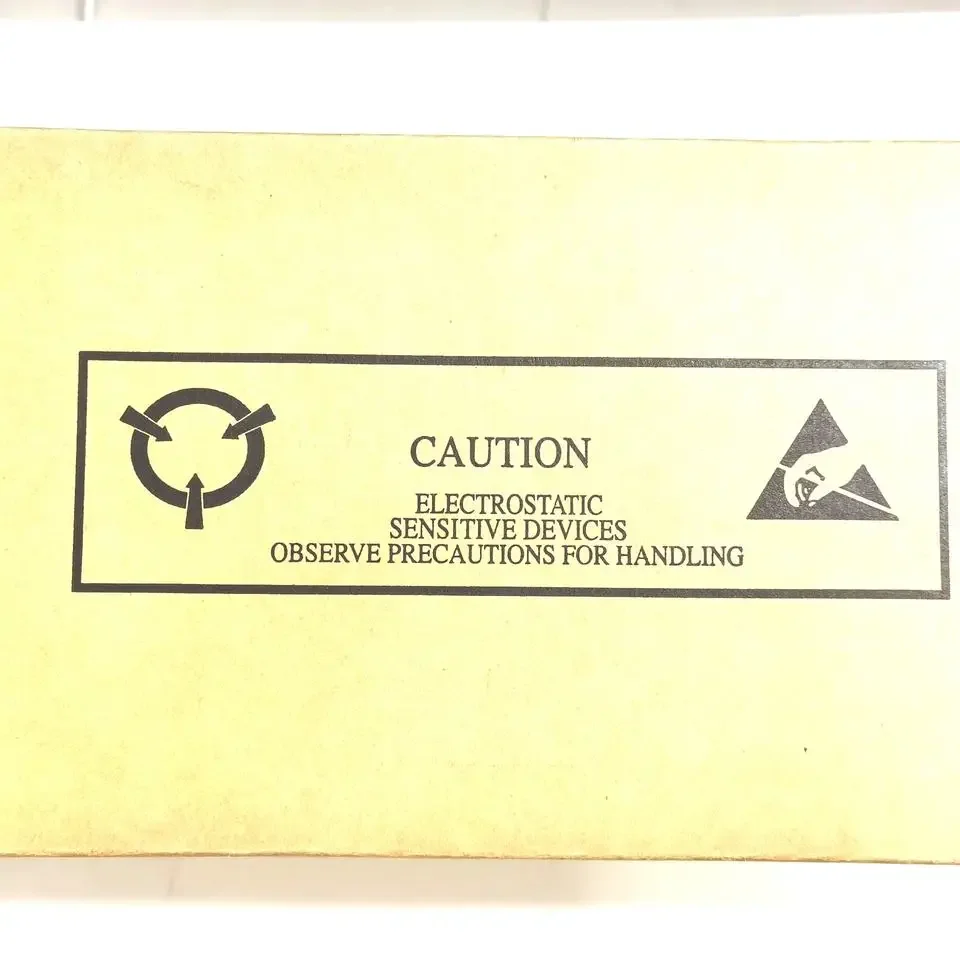 CAUTION
ELECTROSTATIC
SENSITIVE DEVICES
OBSERVE PRECAUTIONS FOR HANDLING